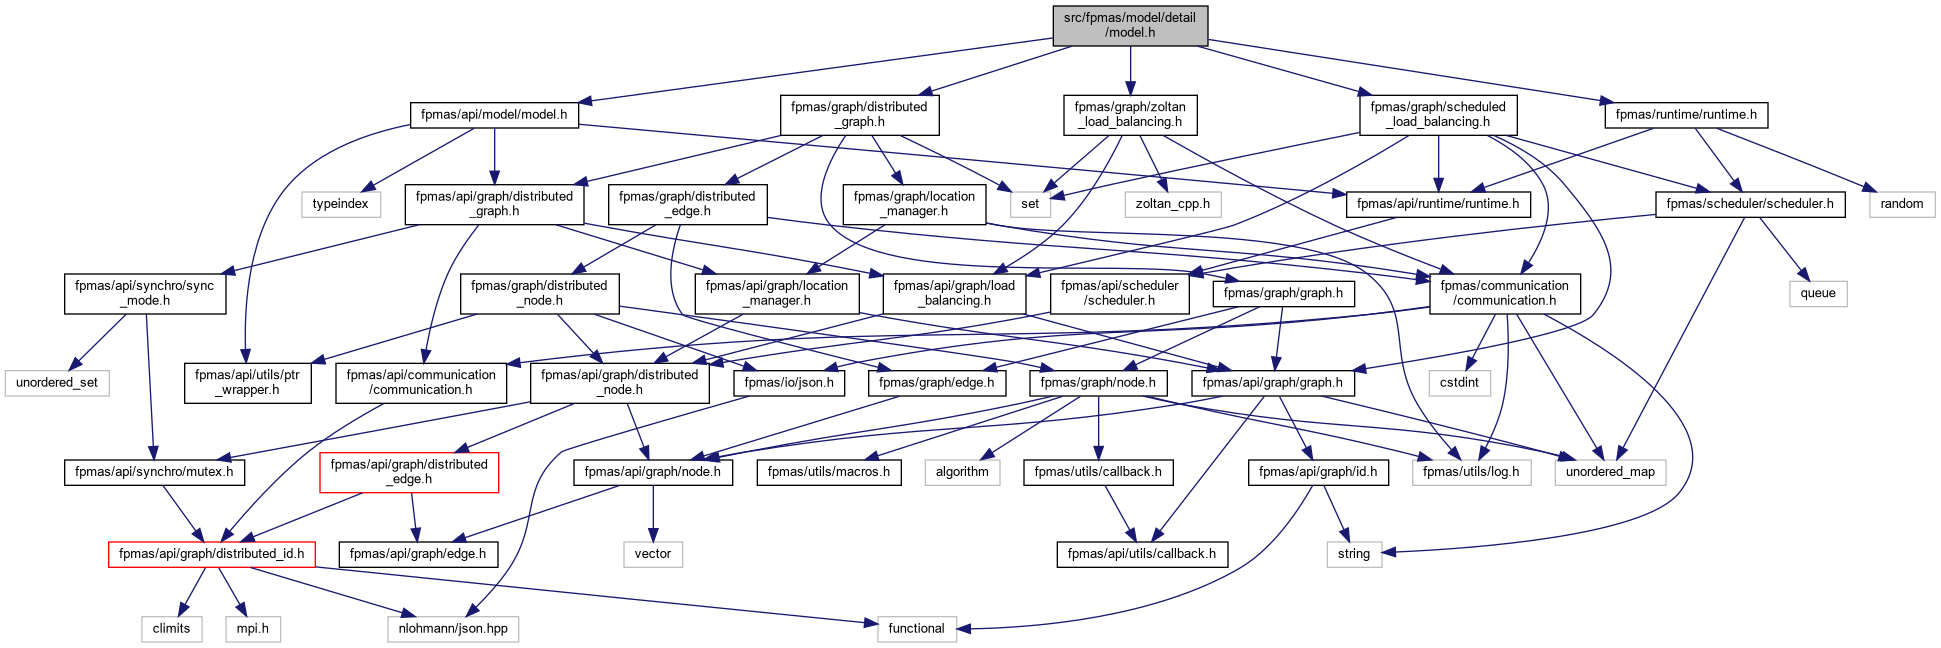 src/fpmas/model/detail
/model.h
fpmas/api/model/model.h
fpmas/graph/distributed
_graph.h
fpmas/graph/zoltan
_load_balancing.h
fpmas/graph/scheduled
_load_balancing.h
fpmas/runtime/runtime.h
typeindex
fpmas/api/graph/distributed
_graph.h
fpmas/graph/distributed
_edge.h
fpmas/graph/location
_manager.h
set
zoltan_cpp.h
fpmas/api/runtime/runtime.h
fpmas/scheduler/scheduler.h
random
fpmas/api/synchro/sync
_mode.h
fpmas/graph/distributed
_node.h
fpmas/api/graph/location
_manager.h
fpmas/api/graph/load
_balancing.h
fpmas/api/scheduler
/scheduler.h
fpmas/graph/graph.h
fpmas/communication
/communication.h
queue
unordered_set
fpmas/api/utils/ptr
_wrapper.h
fpmas/api/communication
/communication.h
fpmas/api/graph/distributed
_node.h
fpmas/io/json.h
fpmas/graph/edge.h
fpmas/graph/node.h
fpmas/api/graph/graph.h
cstdint
fpmas/api/synchro/mutex.h
fpmas/api/graph/distributed
_edge.h
fpmas/api/graph/node.h
fpmas/utils/macros.h
algorithm
fpmas/utils/callback.h
fpmas/api/graph/id.h
fpmas/utils/log.h
unordered_map
fpmas/api/graph/distributed_id.h
fpmas/api/graph/edge.h
vector
fpmas/api/utils/callback.h
string
climits
mpi.h
nlohmann/json.hpp
functional